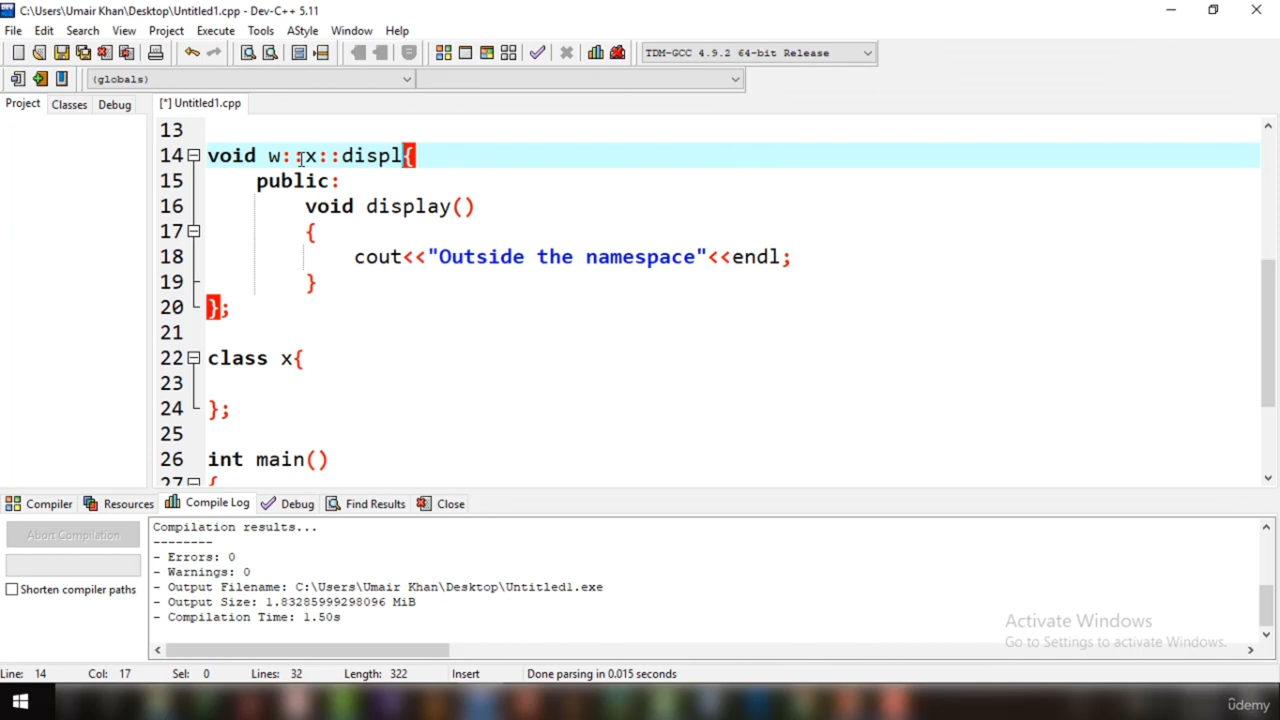 C:\Users\Umair Khan\Desktop\Untitled1.cpp - Dev-C++ 5.11
File Edit Search View Project Execute Tools AStyle Window Help
TDM-GCC 4.9.2 64-bit Release
(globals)
Project Classes Debug [*] Untitled1.cpp
13
14 void w::x::displ{
15 public:
16 void display()
17 {
18 cout<<"Outside the namespace"<<endl;
19 }
20 };
21
22 class x{
23
24 };
25
26 int main()
27 {
Compiler Resources Compile Log Debug Find Results Close
Abort Compilation
Shorten compiler paths
Compilation results...
--------
- Errors: 0
- Warnings: 0
- Output Filename: C:\Users\Umair Khan\Desktop\Untitled1.exe
- Output Size: 1.83285999298096 MiB
- Compilation Time: 1.50s
Activate Windows
Go to Settings to activate Windows.
Line: 14 Col: 17 Sel: 0 Lines: 32 Length: 322 Insert Done parsing in 0.015 seconds
ûdemy